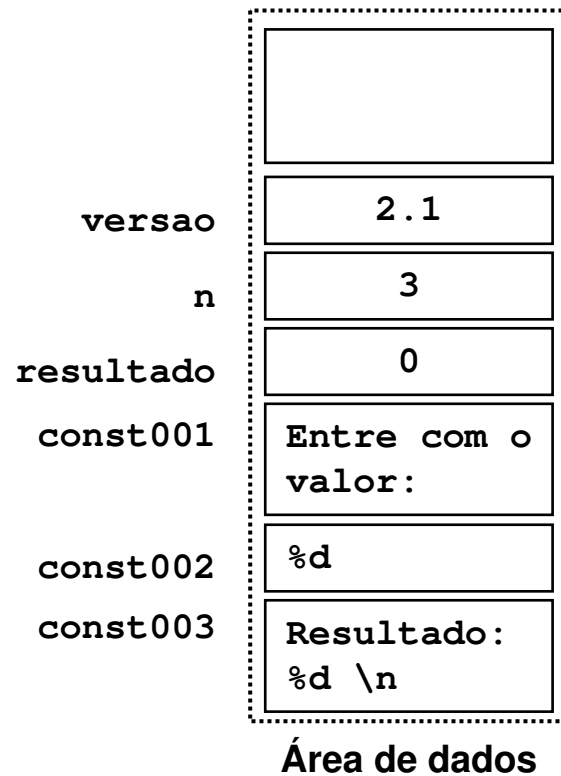 versao 2.1
n 3
resultado 0
const001 Entre com o
valor:
const002 %d
const003 Resultado:
%d \n
Área de dados